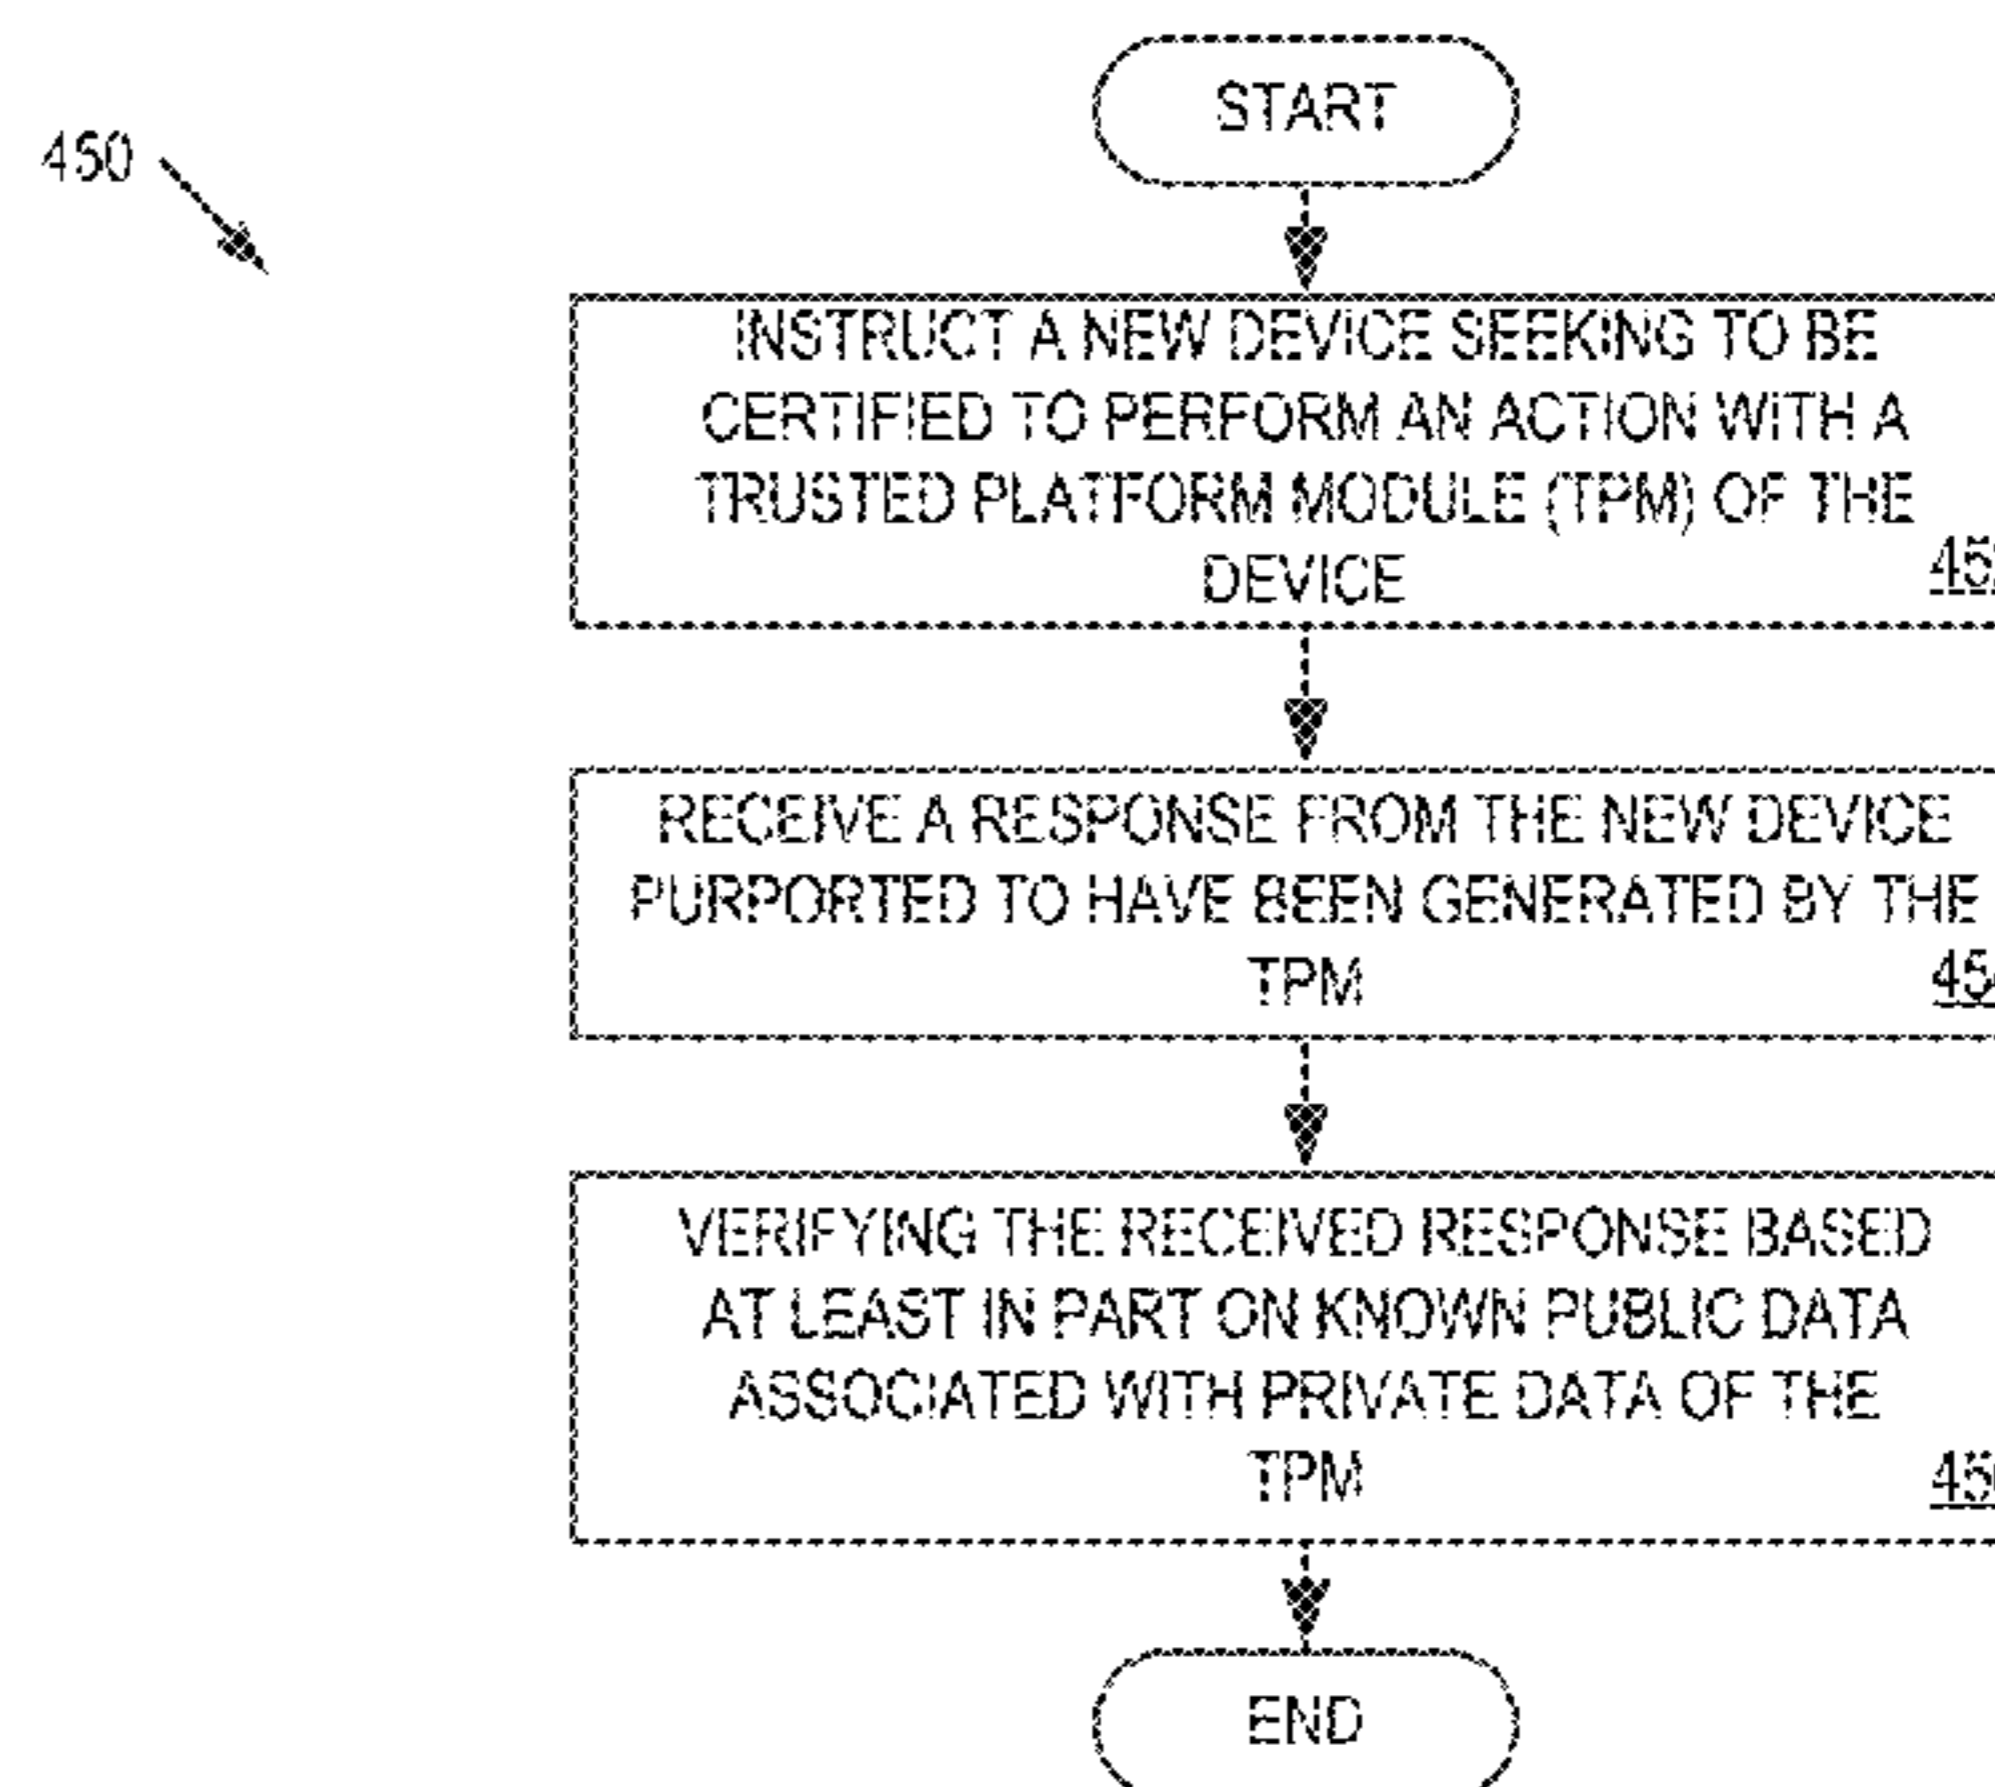 START
450
INSTRUCT A NEW DEVICE SEEKING TO BE
CERTIFIED TO PERFORM AN ACTION WITH A
TRUSTED PLATFORM MODULE (TPM) OF THE
DEVICE
RECEIVE A RESPONSE FROM THE NEW DEVICE
PURPORTED TO HAVE BEEN GENERATED BY THE
TPM
VERIFYING THE RECEIVED RESPONSE BASED
AT LEAST IN PART ON KNOWN PUBLIC DATA
ASSOCIATED WITH PRIVATE DATA OF THE
TPM
END